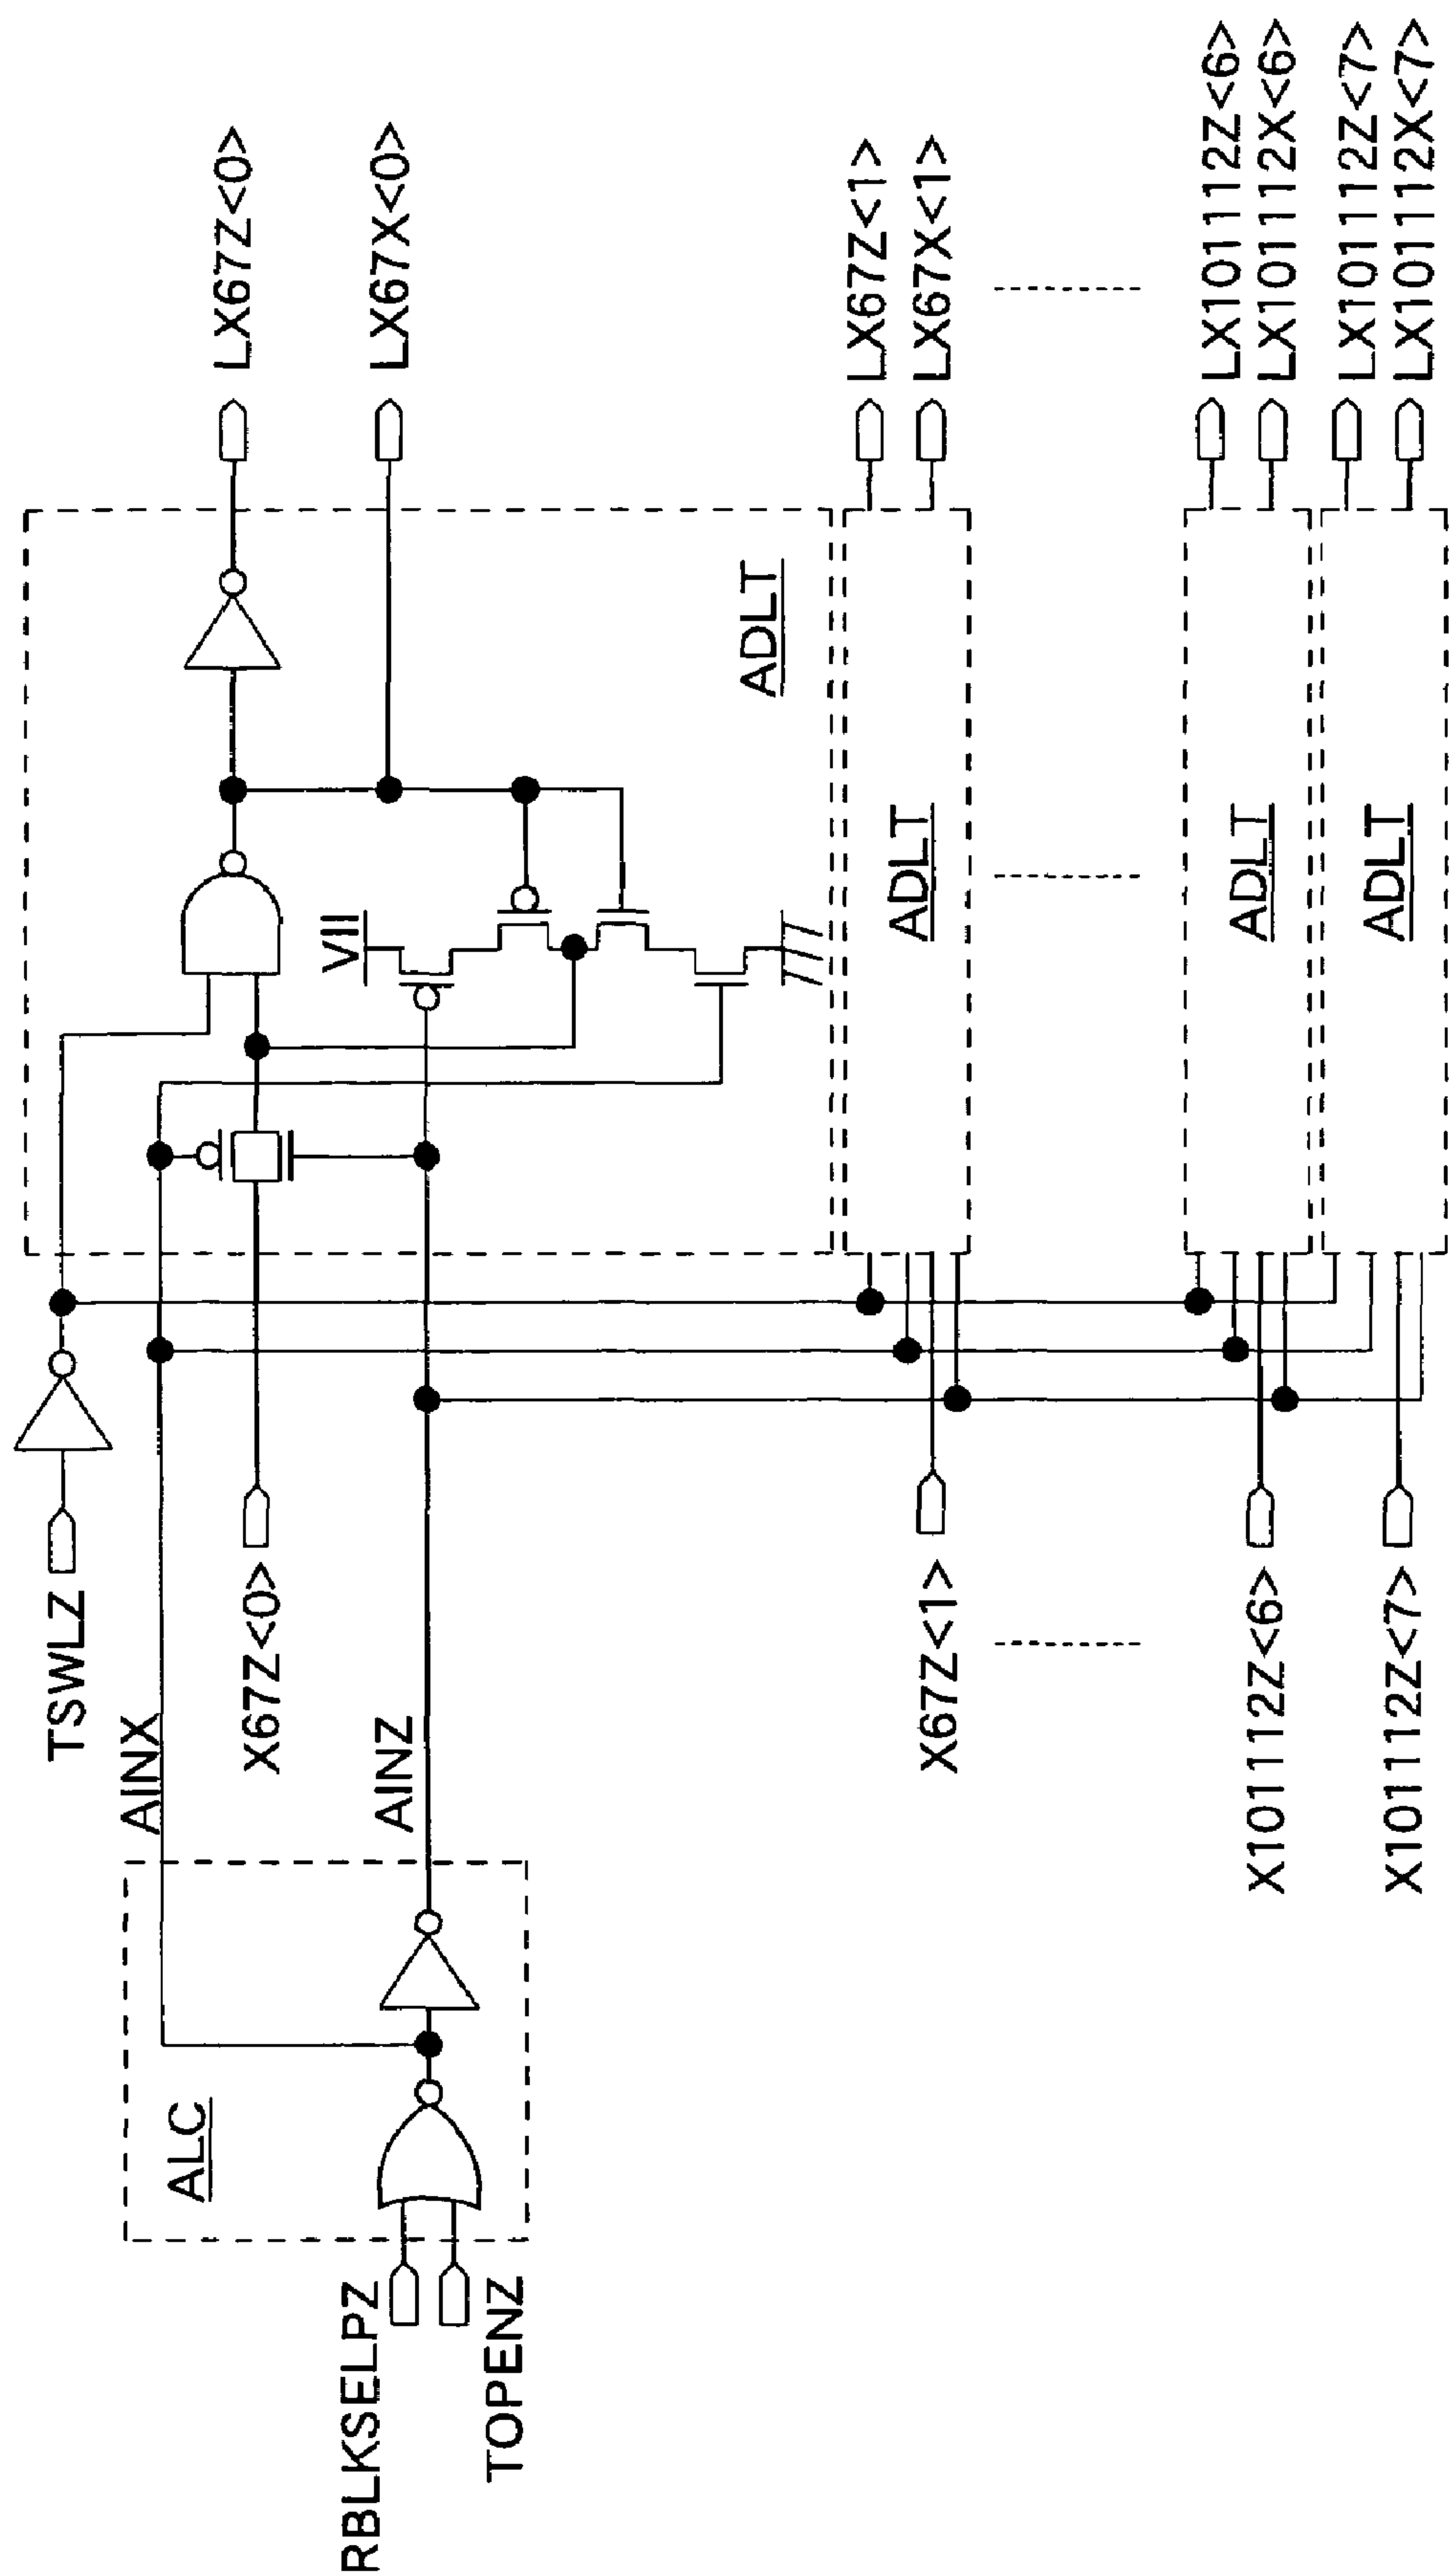 TSWLZ
AINX
X67Z<0>
AINZ
ALC
RBLKSELPZ
TOPENZ
VII
ADLT
LX67Z<0>
LX67X<0>
X67Z<1>
ADLT
LX67Z<1>
LX67X<1>
X101112Z<6>
ADLT
LX101112Z<6>
LX101112X<6>
X101112Z<7>
ADLT
LX101112Z<7>
LX101112X<7>